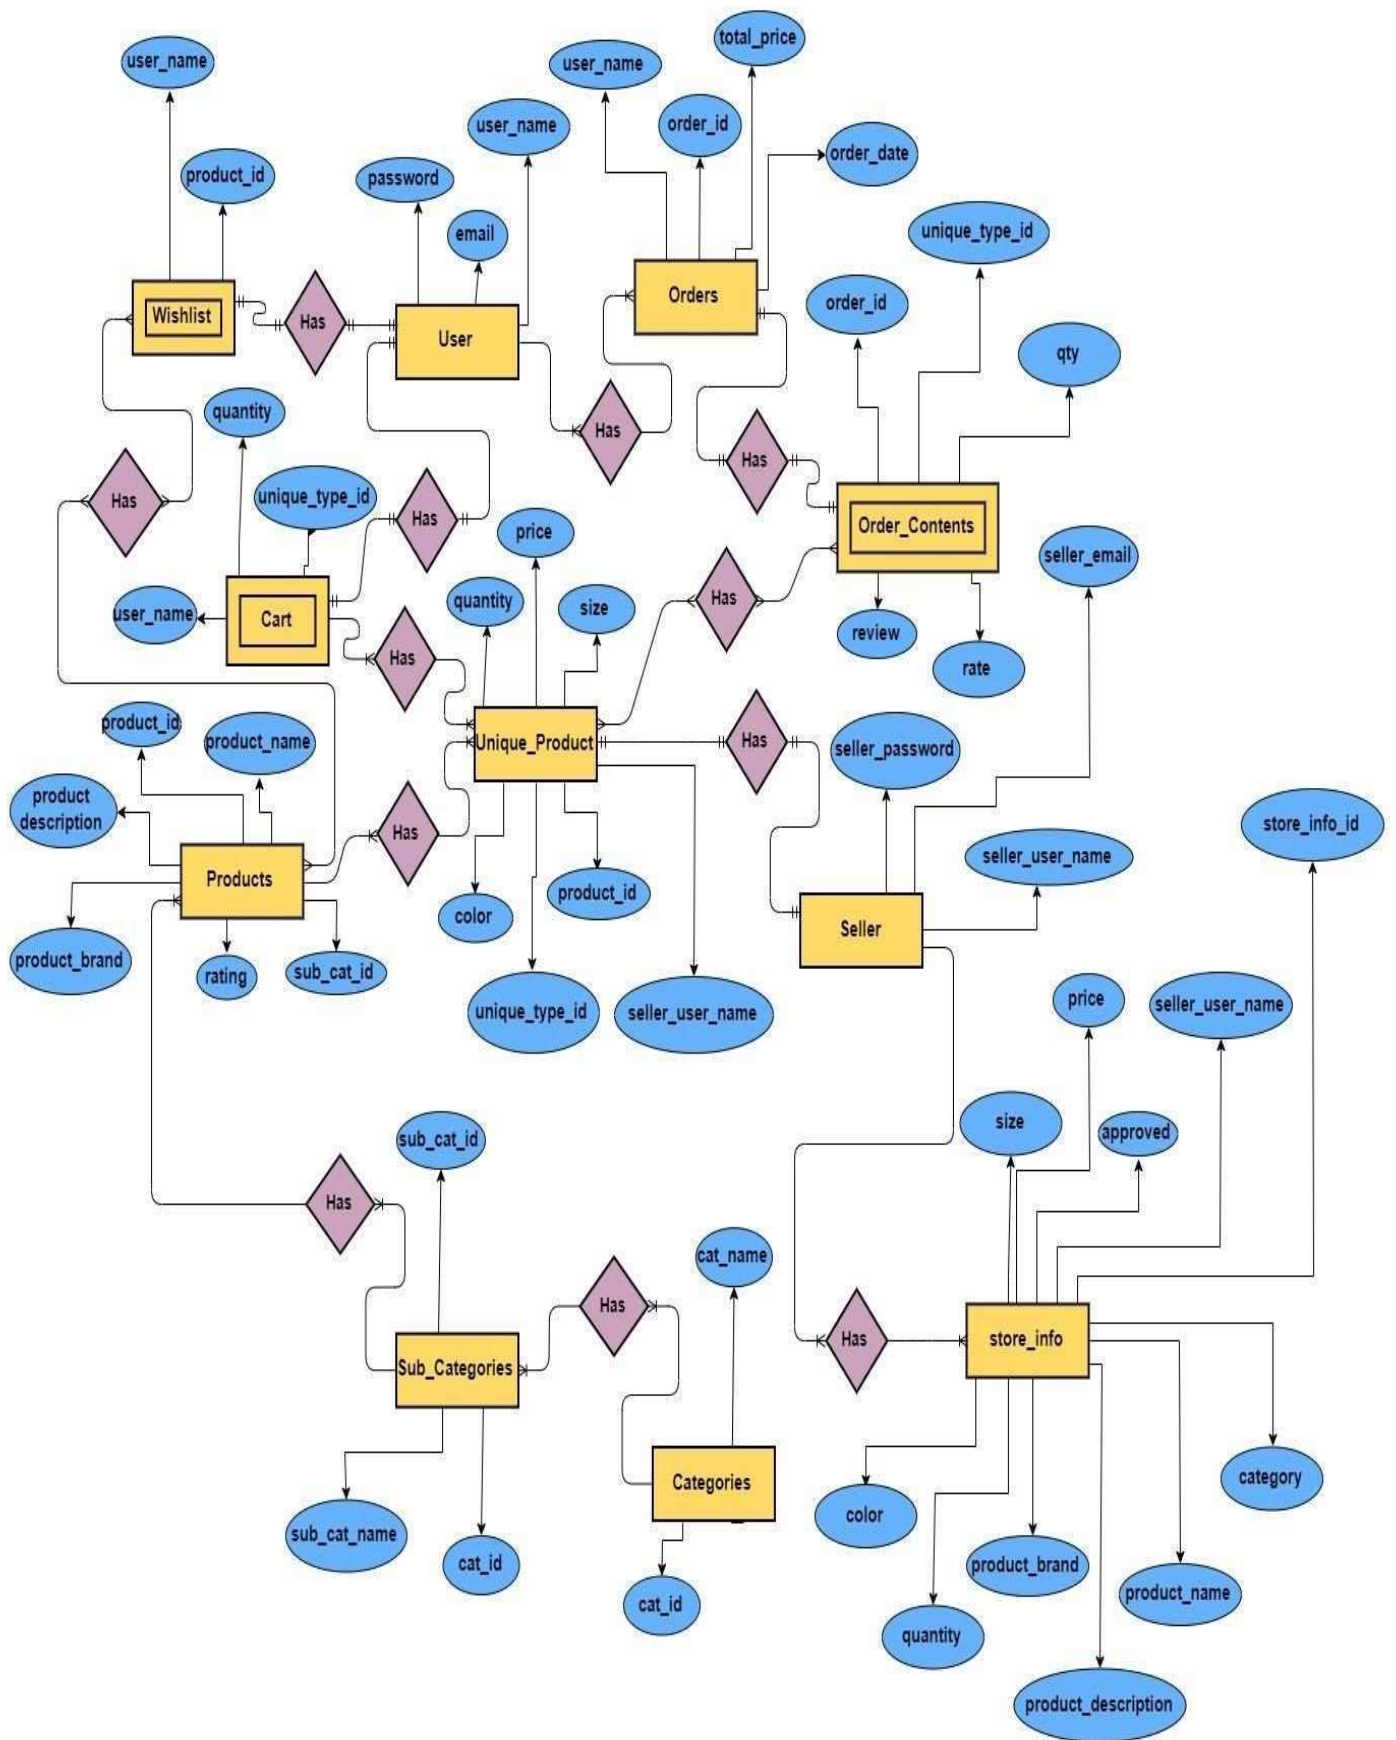 total_price
user_name
user_name
order_id
user_name
order_date
product_id
password
unique_type_id
email
Orders
order_id
Wishlist
Has
User
qty
quantity
Has
Has
unique_type_id
Has
Has
Order_Contents
price
seller_email
quantity
size
Has
user_name
Cart
review
Has
rate
product_id
product_name
Unique_Product
Has
seller_password
product
description
Has
store_info_id
seller_user_name
Products
product_id
color
Seller
product_brand
rating
sub_cat_id
unique_type_id
seller_user_name
price
seller_user_name
size
approved
sub_cat_id
Has
cat_name
Has
Has
store_info
Sub_Categories
Categories
category
color
sub_cat_name
cat_id
product_brand
product_name
cat_id
quantity
product_description